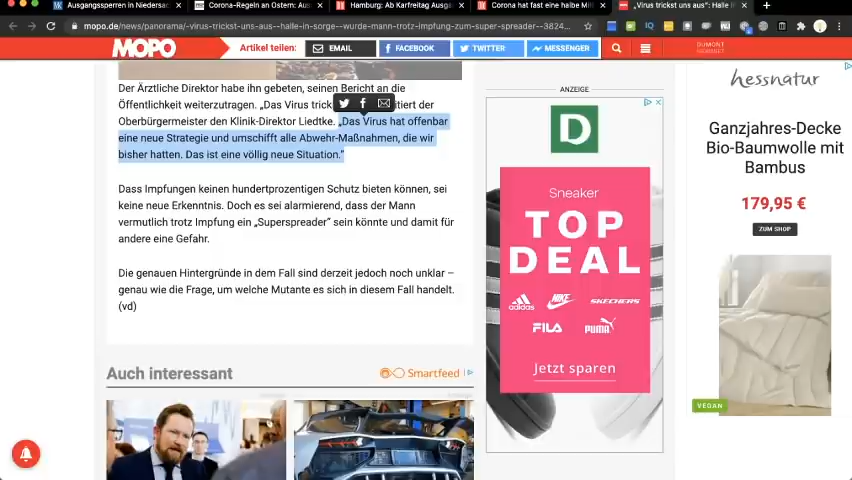 Ausgangssperren in Niedersac
Corona-Regeln an Ostern: Aus
Hamburg: Ab Karfreitag Ausga
Corona hat fast eine halbe Mil
„Virus trickst uns aus": Halle
mopo.de/news/panorama/-virus-trickst-uns-aus--halle-in-sorge--wurde-mann-trotz-impfung-zum-super-spreader--3824...
MOPO
Artikel teilen:
EMAIL
FACEBOOK
TWITTER
MESSENGER
DUMONT
Der Ärztliche Direktor habe ihn gebeten, seinen Bericht an die
Öffentlichkeit weiterzutragen. „Das Virus trick itiert der
Oberbürgermeister den Klinik-Direktor Liedtke. „Das Virus hat offenbar
eine neue Strategie und umschifft alle Abwehr-Maßnahmen, die wir
bisher hatten. Das ist eine völlig neue Situation."
Dass Impfungen keinen hundertprozentigen Schutz bieten können, sei
keine neue Erkenntnis. Doch es sei alarmierend, dass der Mann
vermutlich trotz Impfung ein „Superspreader" sein könnte und damit für
andere eine Gefahr.
Die genauen Hintergründe in dem Fall sind derzeit jedoch noch unklar –
genau wie die Frage, um welche Mutante es sich in diesem Fall handelt.
(vd)
Auch interessant
Smartfeed
ANZEIGE
D
Sneaker
TOP
DEAL
adidas
NIKE
SKECHERS
FILA
PUMA
Jetzt sparen
hessnatur
Ganzjahres-Decke
Bio-Baumwolle mit
Bambus
179,95 €
ZUM SHOP
VEGAN